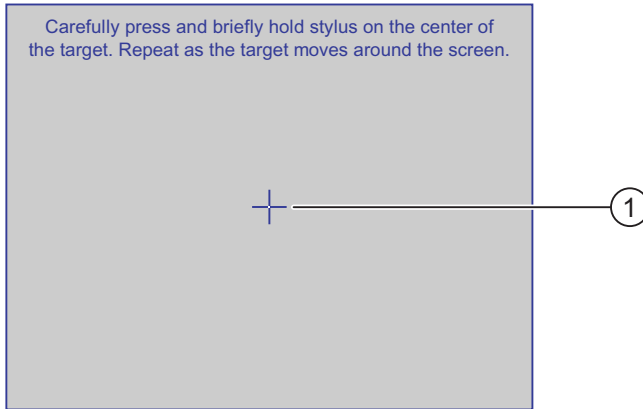 Carefully press and briefly hold stylus on the center of
the target. Repeat as the target moves around the screen.
1